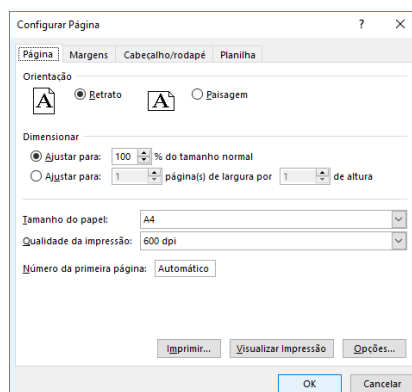 Configurar Página ? ×
Página Margens Cabeçalho/rodapé Planilha
Orientação
A Retrato A Paisagem
Dimensionar
Ajustar para: 100 % do tamanho normal
Ajustar para: 1 página(s) de largura por 1 de altura
Tamanho do papel: A4
Qualidade da impressão: 600 dpi
Número da primeira página: Automático
Imprimir... Visualizar Impressão Opções...
OK Cancelar